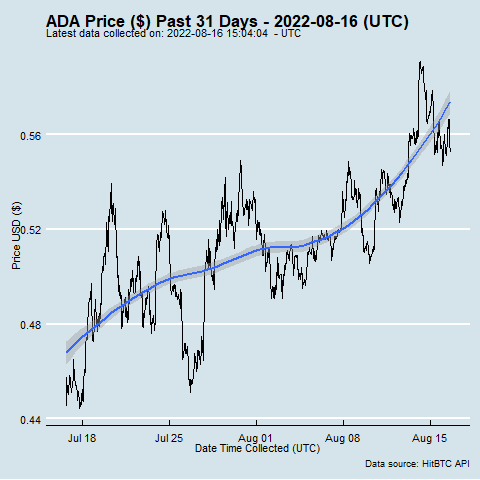 ADA Price ($) Past 31 Days - 2022-08-16 (UTC)
Latest data collected on: 2022-08-16 15:04:04 - UTC
0.56
0.52
0.48
0.44
Price USD ($)
Jul 18 Jul 25 Aug 01 Aug 08 Aug 15
Date Time Collected (UTC)
Data source: HitBTC API